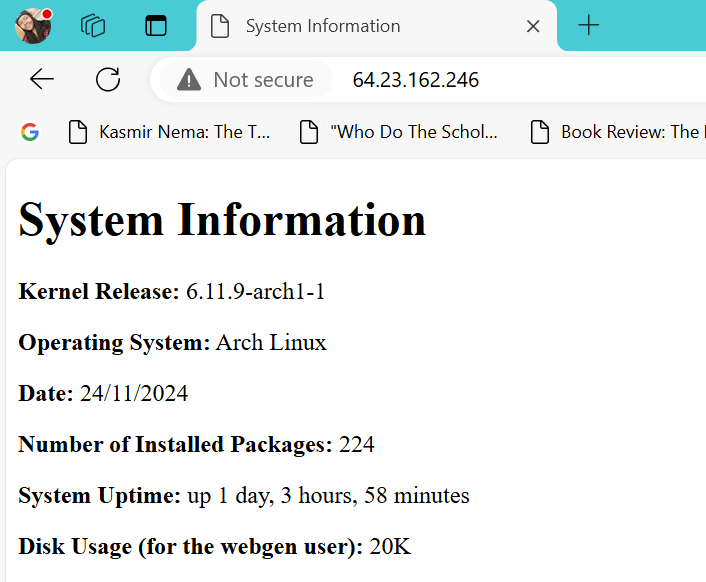 System Information
Not secure 64.23.162.246
Kasmir Nema: The T... "Who Do The Schol... Book Review: The
System Information
Kernel Release: 6.11.9-arch1-1
Operating System: Arch Linux
Date: 24/11/2024
Number of Installed Packages: 224
System Uptime: up 1 day, 3 hours, 58 minutes
Disk Usage (for the webgen user): 20K